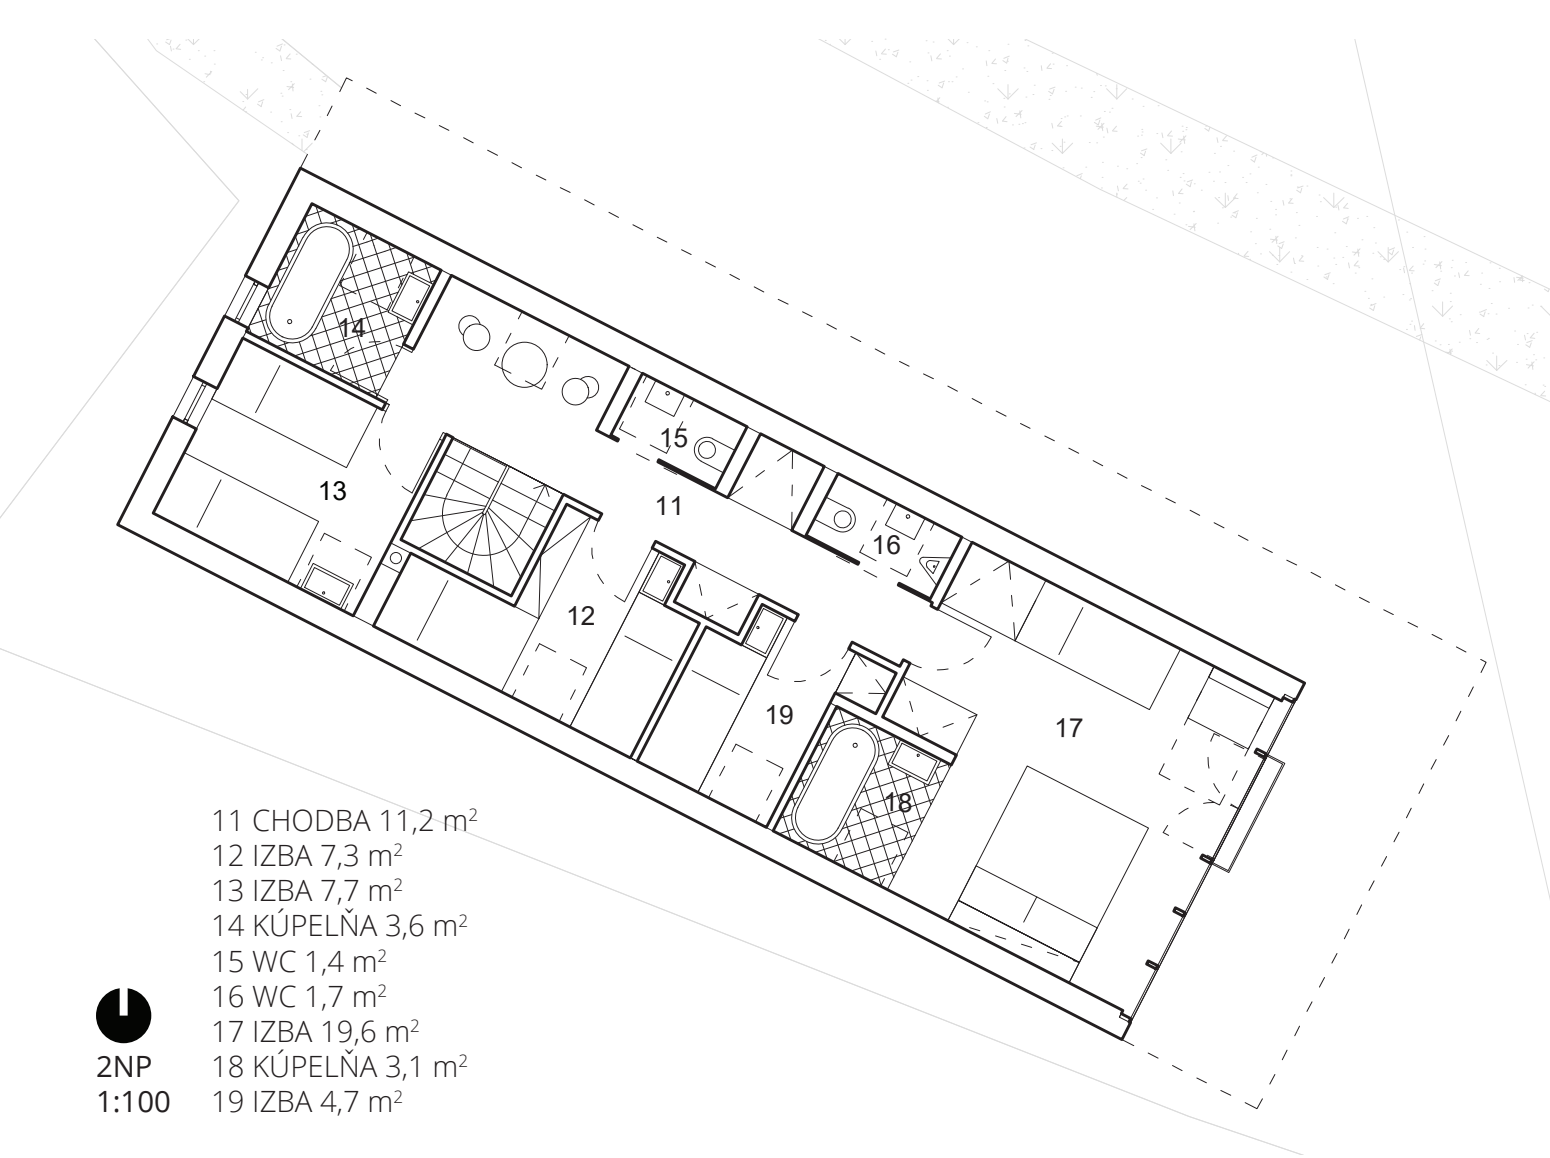 14
15
13
11
16
12
19
17
18
11 CHODBA 11,2 m²
12 IZBA 7,3 m²
13 IZBA 7,7 m²
14 KÚPELŇA 3,6 m²
15 WC 1,4 m²
16 WC 1,7 m²
17 IZBA 19,6 m²
18 KÚPELŇA 3,1 m²
19 IZBA 4,7 m²
2NP
1:100